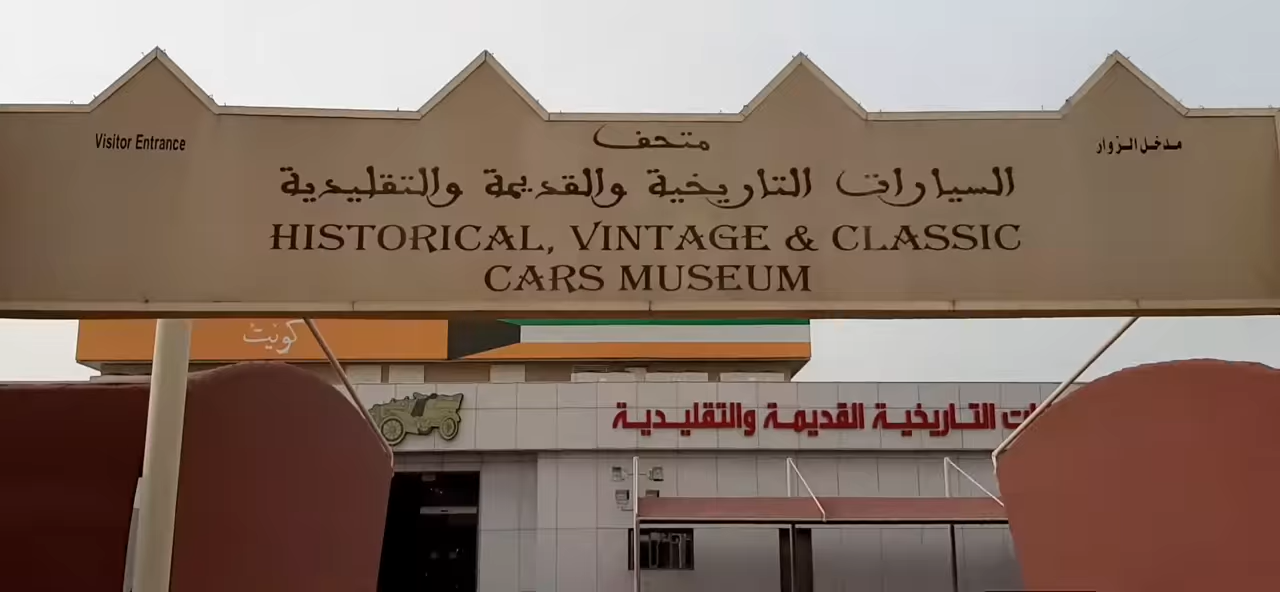 Visitor Entrance
مدخل الزوار
متحف
السيارات التاريخية والقديمة والتقليدية
HISTORICAL, VINTAGE & CLASSIC
CARS MUSEUM
كويت
التاريخية القديمة والتقليدية